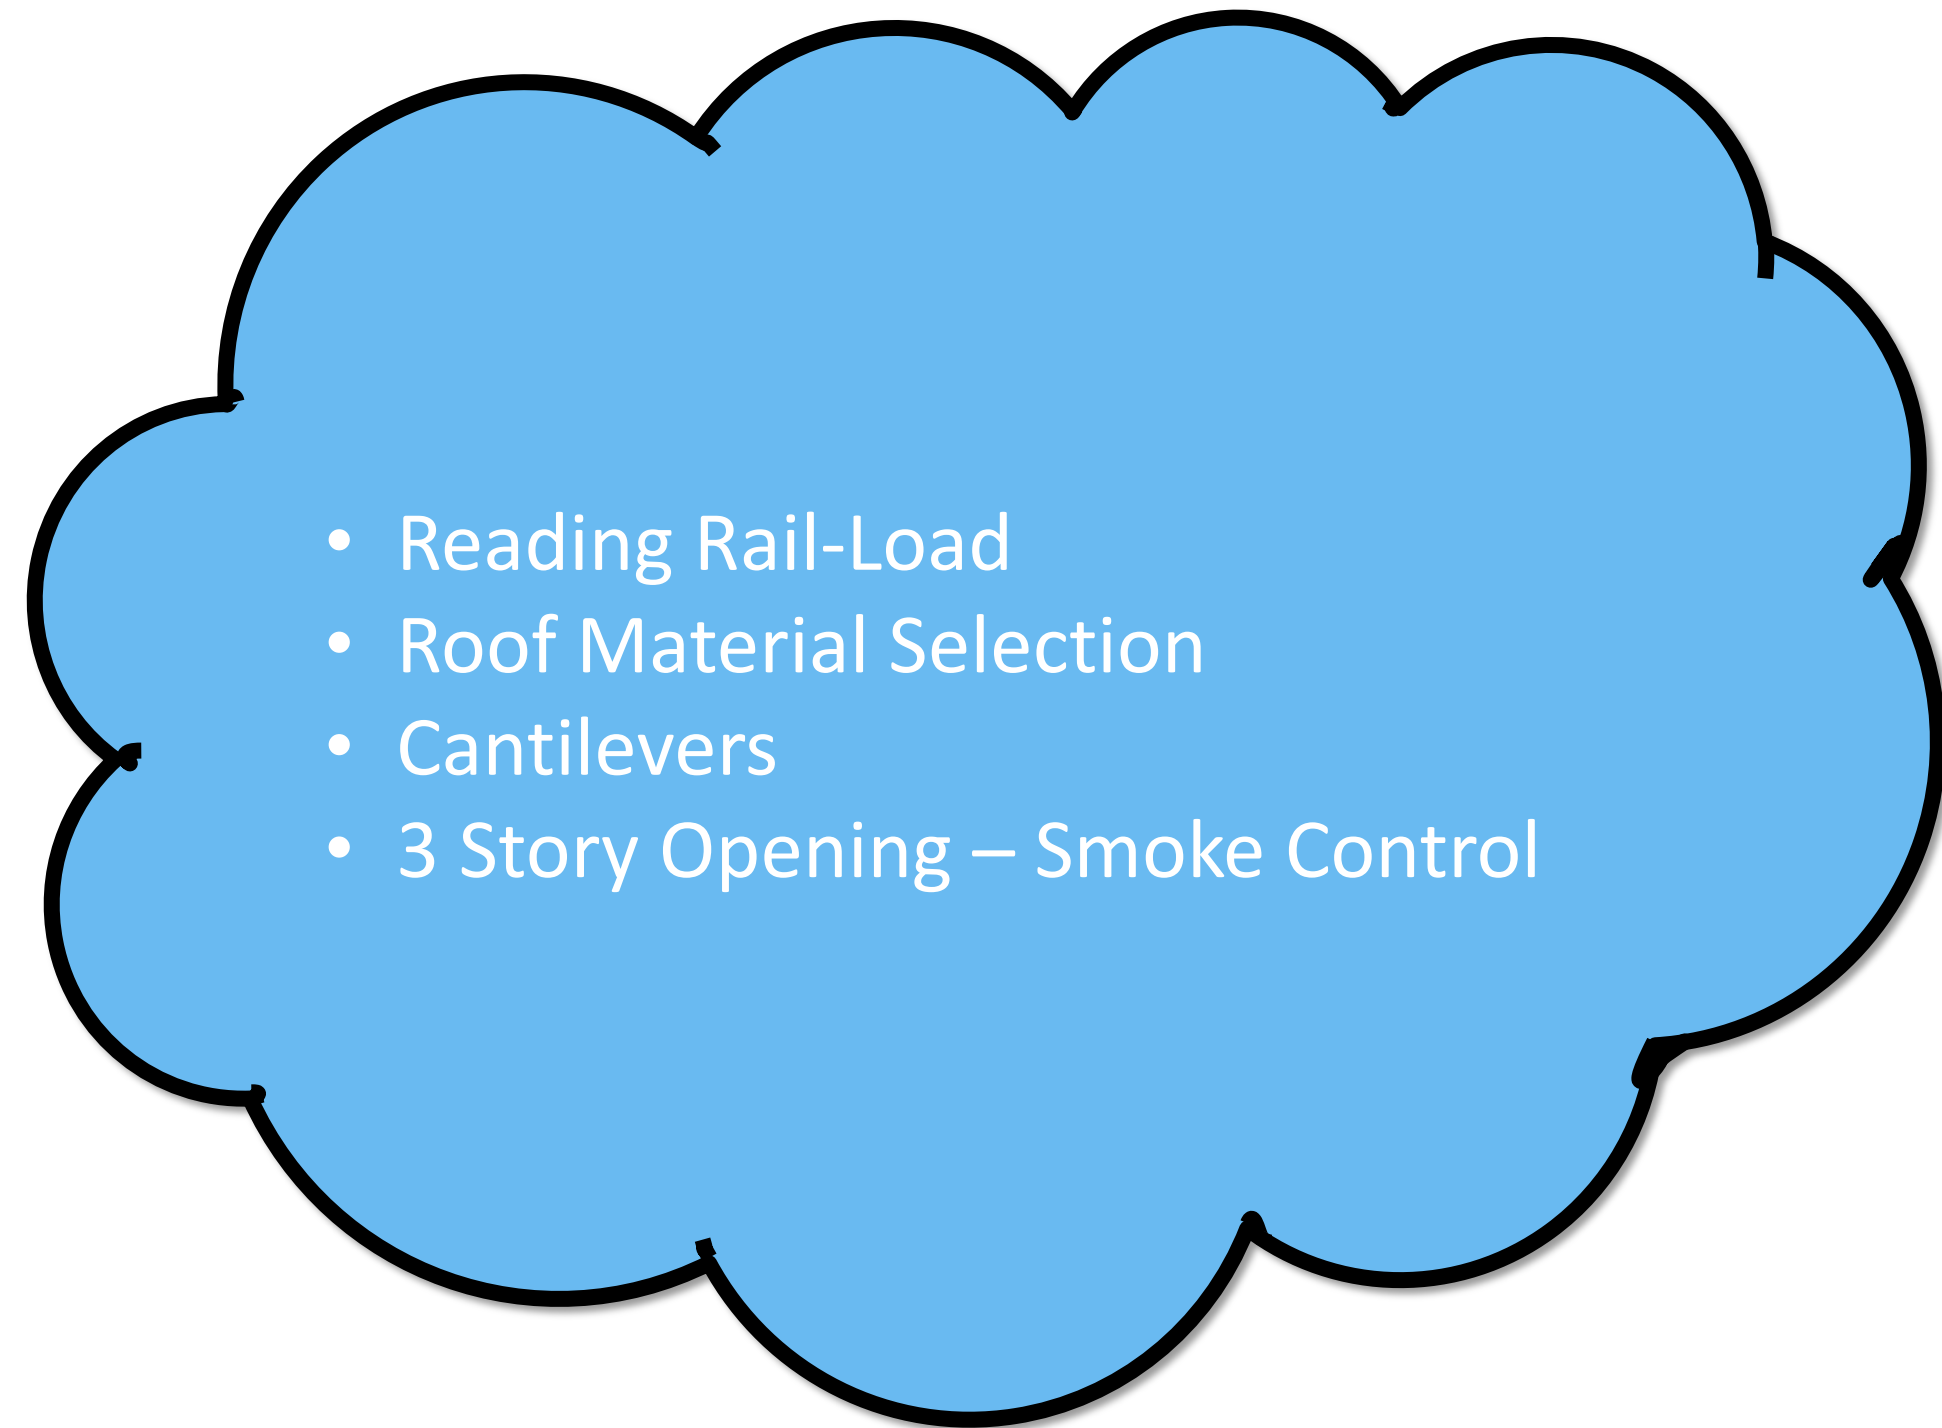 • Reading Rail-Load
• Roof Material Selection
• Cantilevers
• 3 Story Opening – Smoke Control